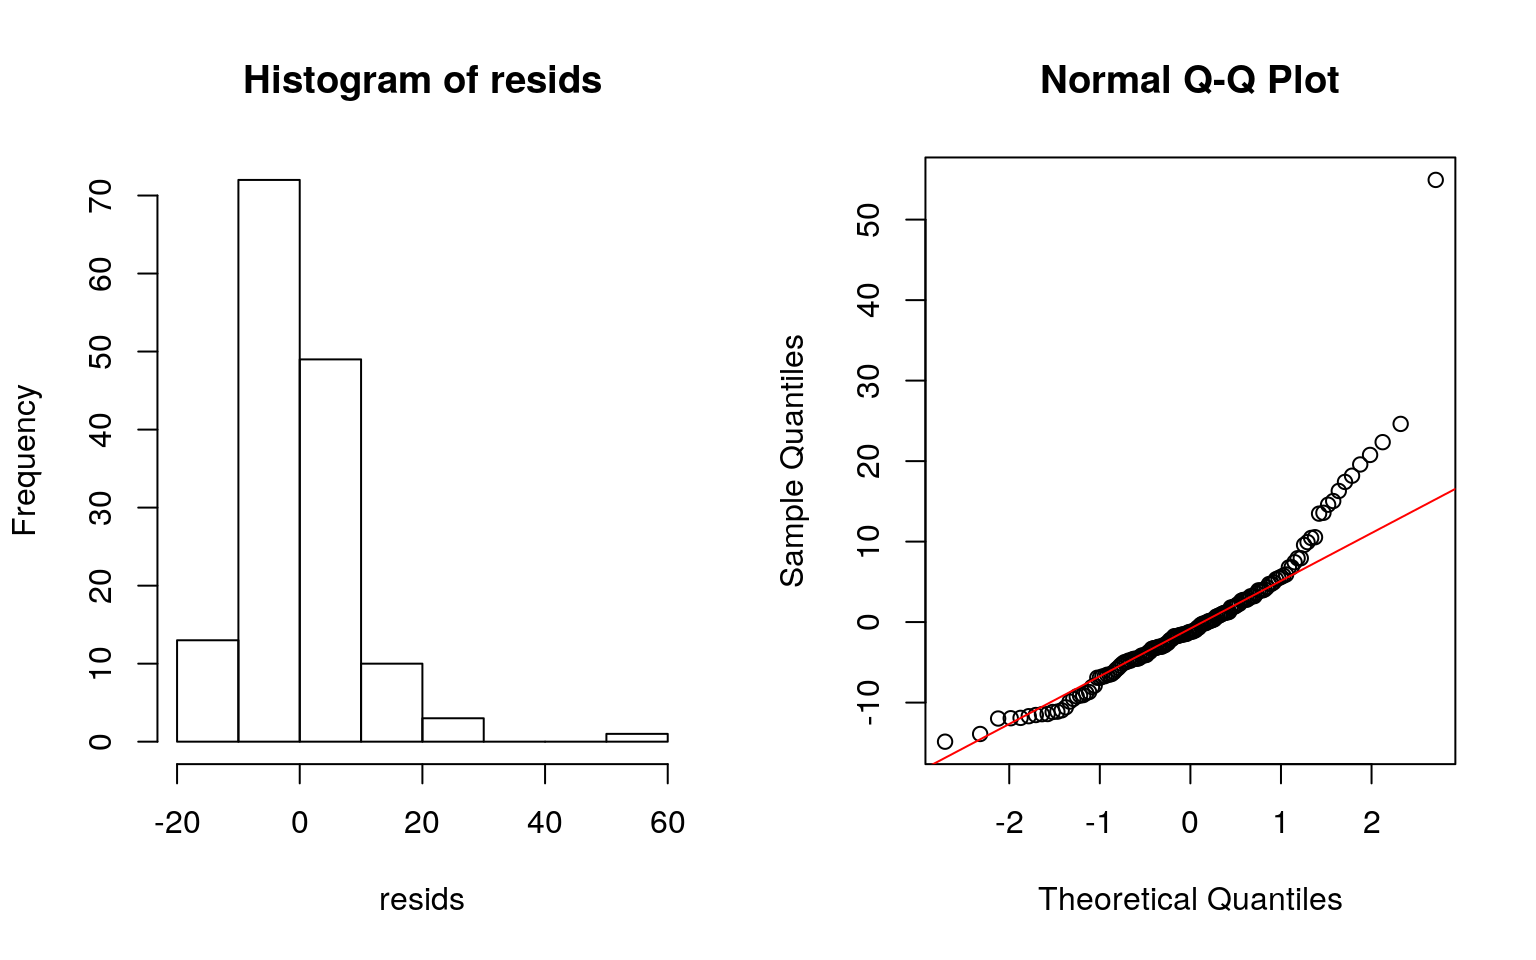 Histogram of resids
Frequency
0 10 20 30 40 50 60 70
-20 0 20 40 60
resids
Normal Q-Q Plot
Sample Quantiles
-10 0 10 20 30 40 50
-2 -1 0 1 2
Theoretical Quantiles